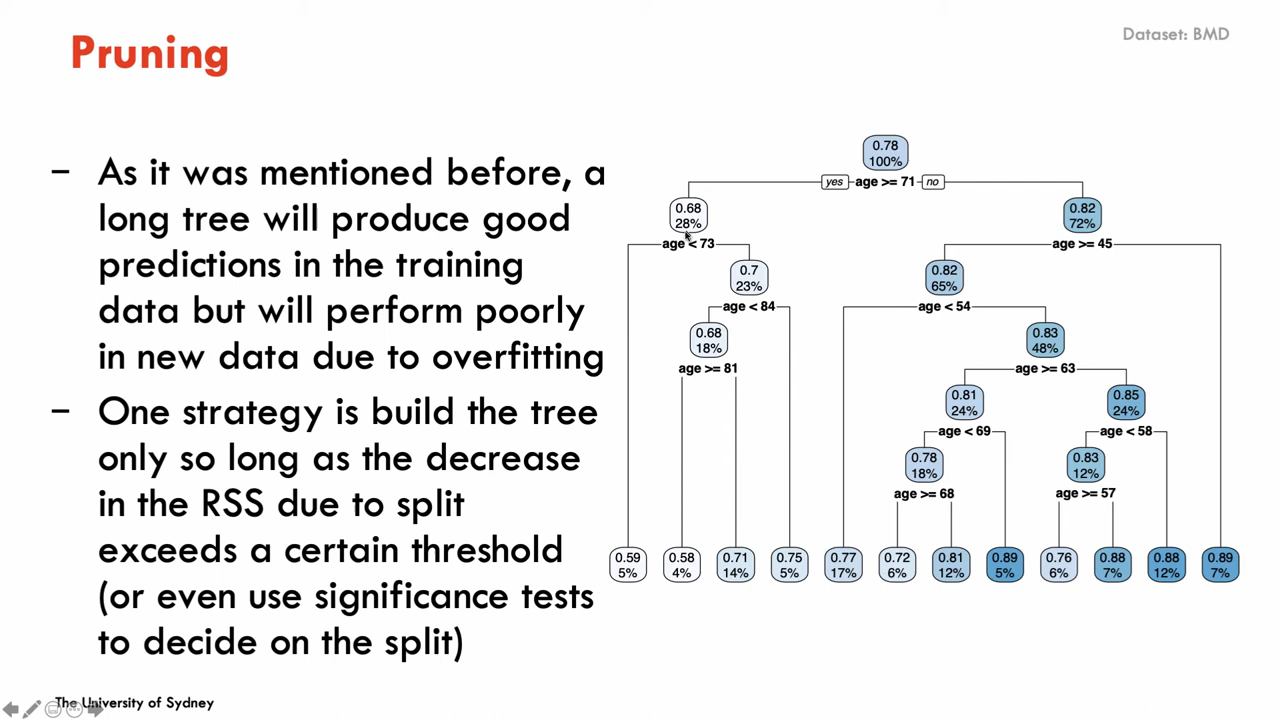 Pruning
Dataset: BMD
– As it was mentioned before, a
long tree will produce good
predictions in the training
data but will perform poorly
in new data due to overfitting
– One strategy is build the tree
only so long as the decrease
in the RSS due to split
exceeds a certain threshold
(or even use significance tests
to decide on the split)
0.78
100%
yes age >= 71 no
0.68
28%
age < 73
0.82
72%
age >= 45
0.7
23%
age < 84
0.82
65%
age < 54
0.68
18%
age >= 81
0.83
48%
age >= 63
0.81
24%
age < 69
0.85
24%
age < 58
0.78
18%
age >= 68
0.83
12%
age >= 57
0.59
5%
0.58
4%
0.71
14%
0.75
5%
0.77
17%
0.72
6%
0.81
12%
0.89
5%
0.76
6%
0.88
7%
0.88
12%
0.89
7%
The University of Sydney